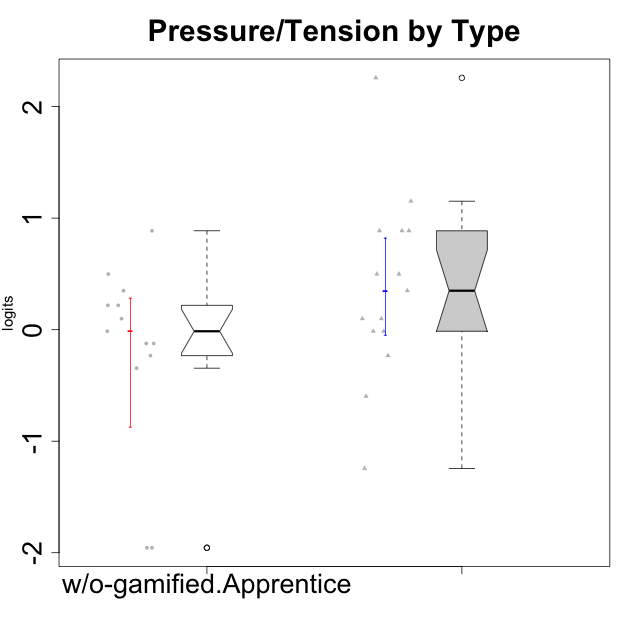 Pressure/Tension by Type
logits
2
1
0
-1
-2
w/o-gamified.Apprentice